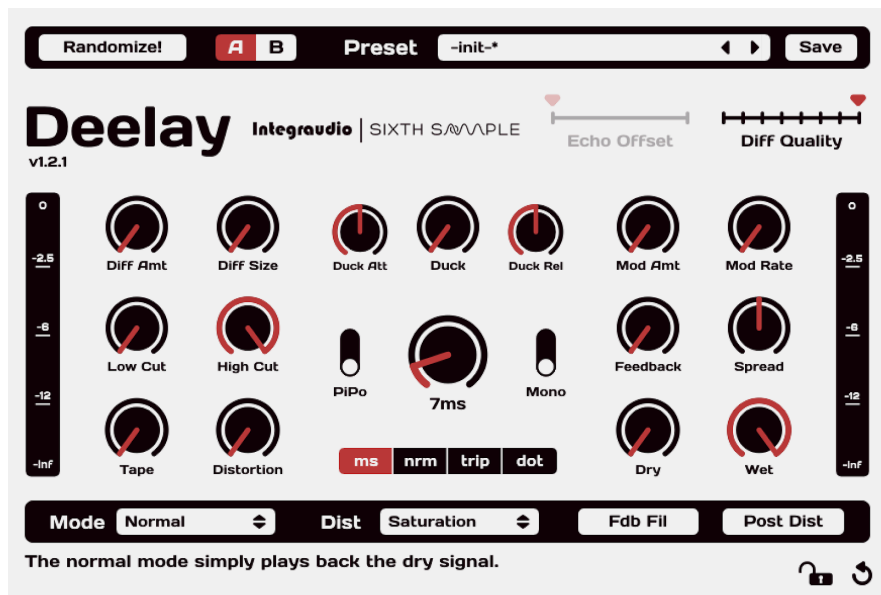 Randomize! A B Preset -init-* Save
Deelay Integraudio | SIXTH SAMPLE Echo Offset Diff Quality
v1.2.1
0 0
Diff Amt Diff Size Duck Att Duck Duck Rel Mod Amt Mod Rate
-2.5 -2.5
-6 -6
Low Cut High Cut PiPo 7ms Mono Feedback Spread
-12 -12
-Inf Tape Distortion ms nrm trip dot Dry Wet -Inf
Mode Normal Dist Saturation Fdb Fil Post Dist
The normal mode simply plays back the dry signal.